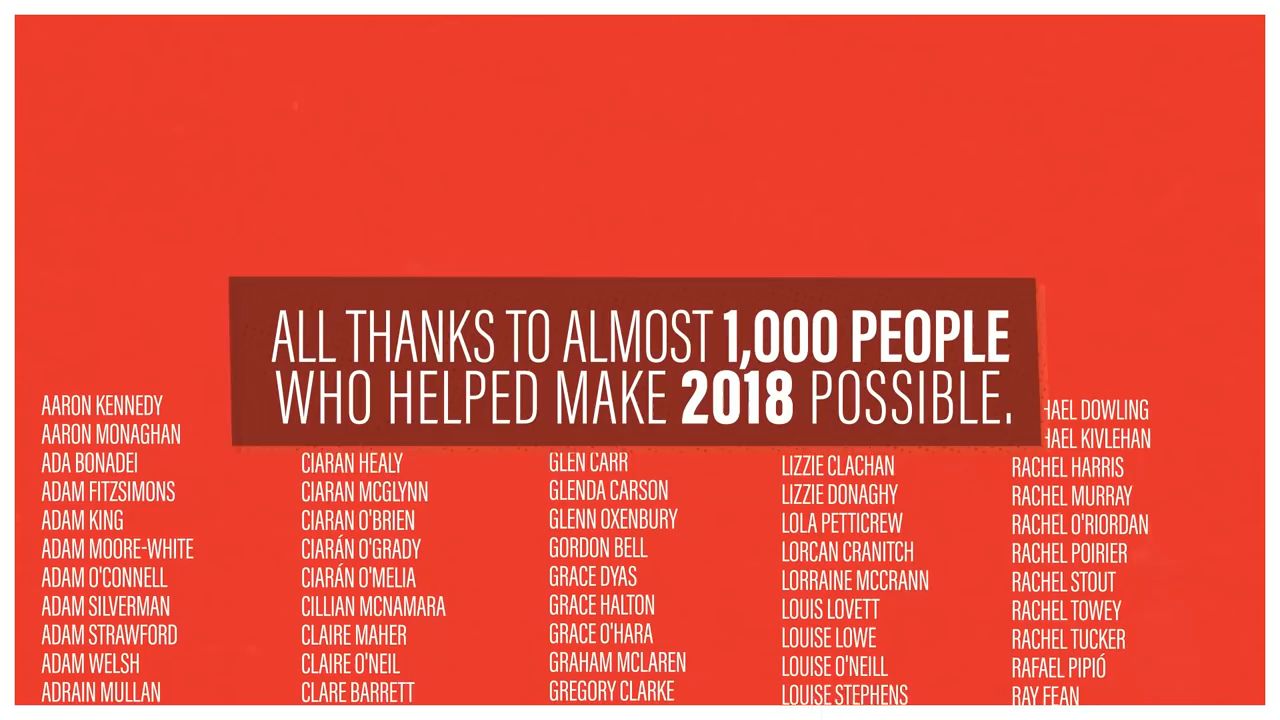 ALL THANKS TO ALMOST 1,000 PEOPLE
WHO HELPED MAKE 2018 POSSIBLE.
AARON KENNEDY
AARON MONAGHAN
ADA BONADEI
ADAM FITZSIMONS
ADAM KING
ADAM MOORE-WHITE
ADAM O'CONNELL
ADAM SILVERMAN
ADAM STRAWFORD
ADAM WELSH
ADRAIN MULLAN
CIARAN HEALY
CIARAN MCGLYNN
CIARAN O'BRIEN
CIARÁN O'GRADY
CIARÁN O'MELIA
CILLIAN MCNAMARA
CLAIRE MAHER
CLAIRE O'NEIL
CLARE BARRETT
GLEN CARR
GLENDA CARSON
GLENN OXENBURY
GORDON BELL
GRACE DYAS
GRACE HALTON
GRACE O'HARA
GRAHAM MCLAREN
GREGORY CLARKE
LIZZIE CLACHAN
LIZZIE DONAGHY
LOLA PETTICREW
LORCAN CRANITCH
LORRAINE MCCRANN
LOUIS LOVETT
LOUISE LOWE
LOUISE O'NEILL
LOUISE STEPHENS
HAEL DOWLING
HAEL KIVLEHAN
RACHEL HARRIS
RACHEL MURRAY
RACHEL O'RIORDAN
RACHEL POIRIER
RACHEL STOUT
RACHEL TOWEY
RACHEL TUCKER
RAFAEL PIPIÓ
RAY FEAN